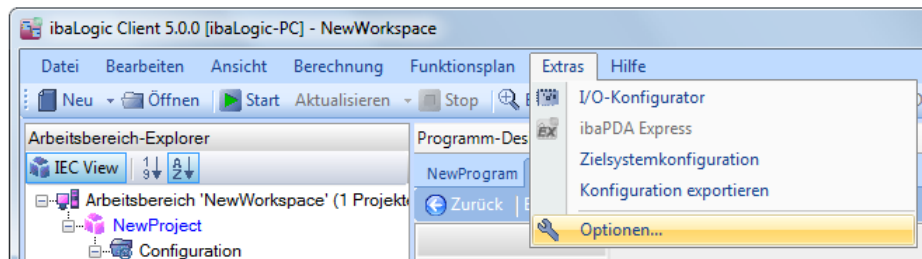 ibaLogic Client 5.0.0 [ibaLogic-PC] - NewWorkspace
Datei Bearbeiten Ansicht Berechnung Funktionsplan Extras Hilfe
Neu Öffnen Start Aktualisieren Stop
I/O-Konfigurator
EX ibaPDA Express
Zielsystemkonfiguration
Konfiguration exportieren
Optionen...
Arbeitsbereich-Explorer
IEC View
Arbeitsbereich 'NewWorkspace' (1 Projekt
NewProject
Configuration
Programm-Des
NewProgram
Zurück